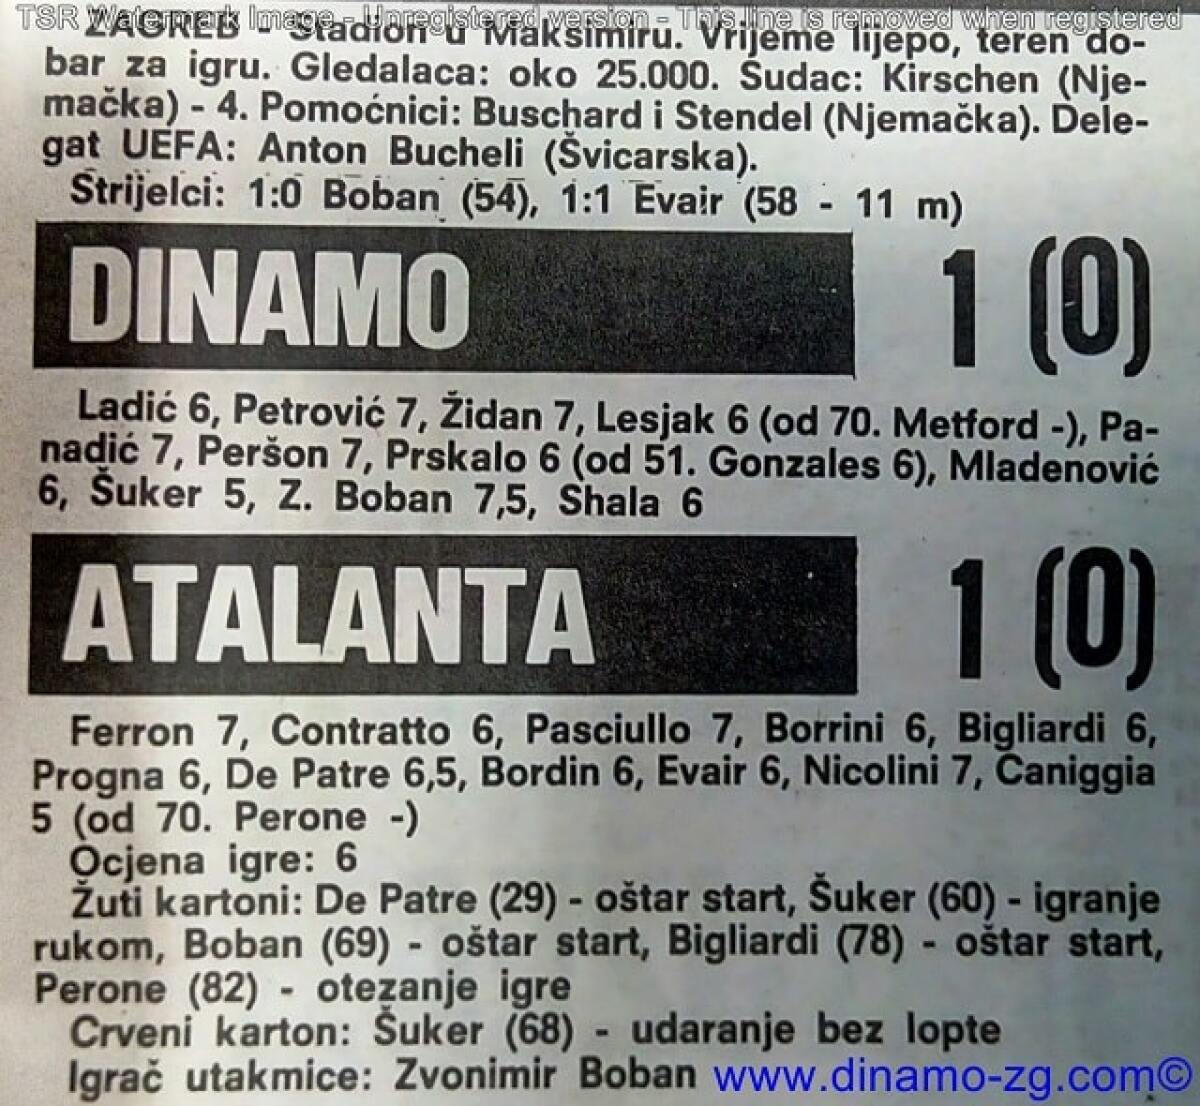 TSR Watermark Image - Unregistered version - This line is removed when registered
ZAGREB - Stadion u Maksimiru. Vrijeme lijepo, teren do-
bar za igru. Gledalaca: oko 25.000. Sudac: Kirschen (Nje-
mačka) - 4. Pomoćnici: Buschard i Stendel (Njemačka). Dele-
gat UEFA: Anton Bucheli (Švicarska).
Strijelci: 1:0 Boban (54), 1:1 Evair (58 - 11 m)
DINAMO 1 (0)
Ladić 6, Petrović 7, Židan 7, Lesjak 6 (od 70. Metford -), Pa-
nadić 7, Peršon 7, Prskalo 6 (od 51. Gonzales 6), Mladenović
6, Šuker 5, Z. Boban 7,5, Shala 6
ATALANTA 1 (0)
Ferron 7, Contratto 6, Pasciullo 7, Borrini 6, Bigliardi 6,
Progna 6, De Patre 6,5, Bordin 6, Evair 6, Nicolini 7, Caniggia
5 (od 70. Perone -)
Ocjena igre: 6
Žuti kartoni: De Patre (29) - oštar start, Šuker (60) - igranje
rukom, Boban (69) - oštar start, Bigliardi (78) - oštar start,
Perone (82) - otezanje igre
Crveni karton: Šuker (68) - udaranje bez lopte
Igrač utakmice: Zvonimir Boban www.dinamo-zg.com©